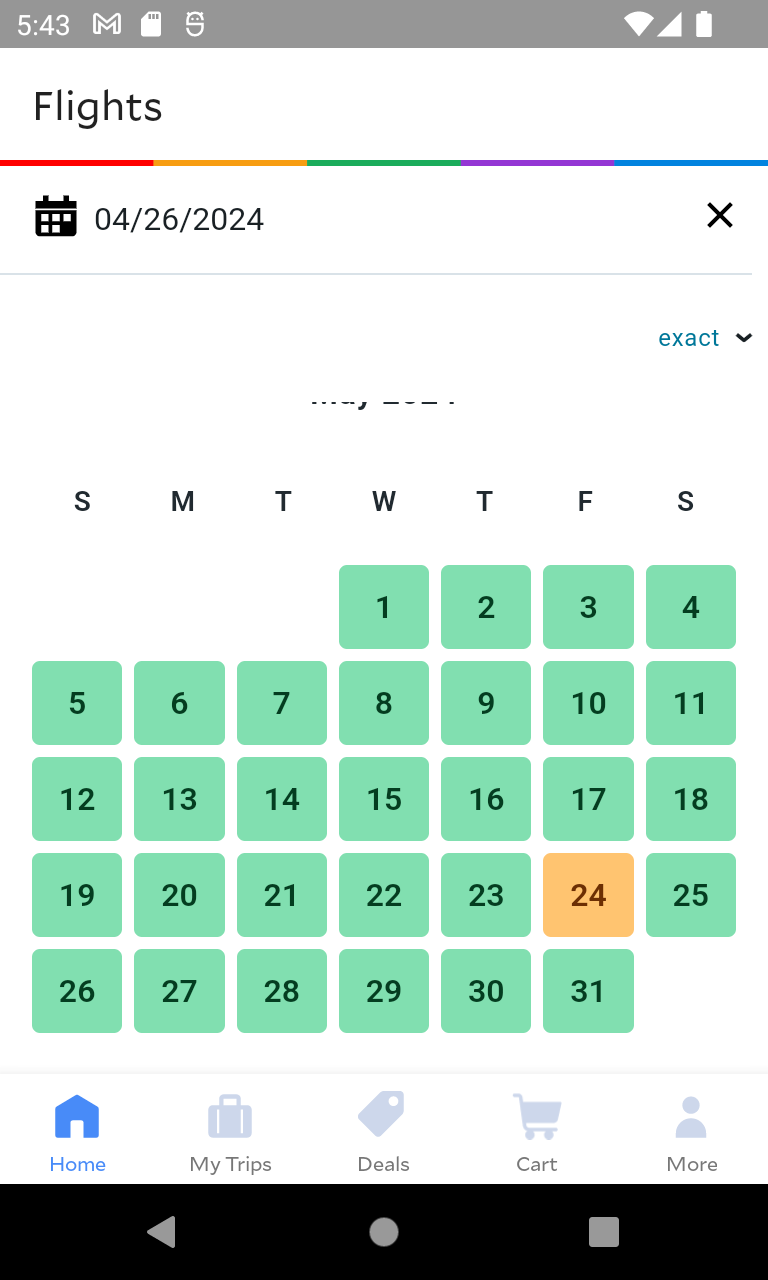 5:43
Flights
04/26/2024
exact
May 2024
S M T W T F S
1 2 3 4
5 6 7 8 9 10 11
12 13 14 15 16 17 18
19 20 21 22 23 24 25
26 27 28 29 30 31
Home My Trips Deals Cart More